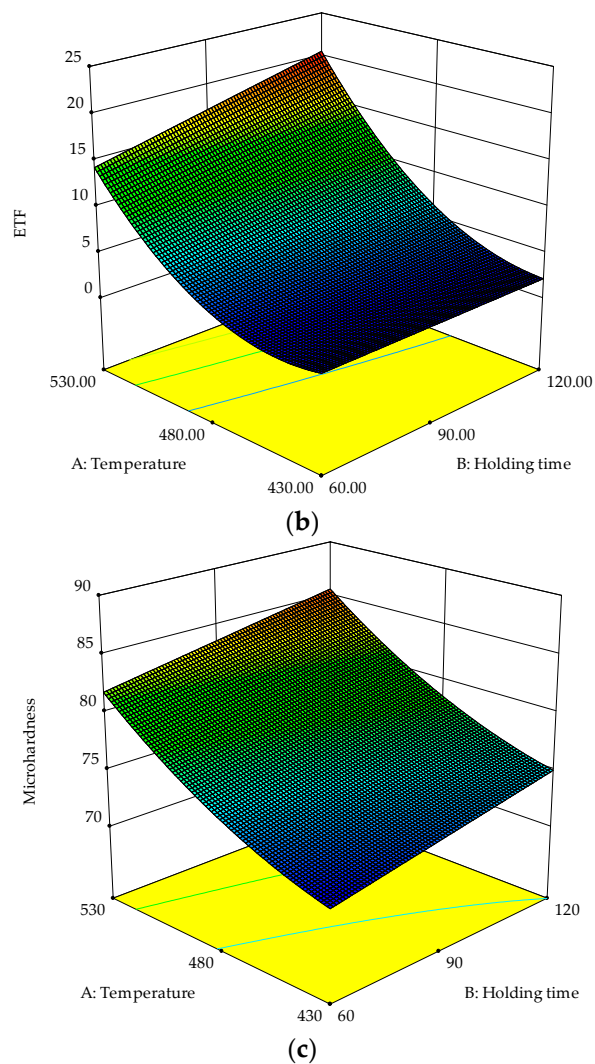 25
20
15
10
5
0
ETF
530.00
480.00
430.00
60.00
90.00
120.00
A: Temperature
B: Holding time
(b)
90
85
80
75
70
Microhardness
530
480
430
60
90
120
A: Temperature
B: Holding time
(c)